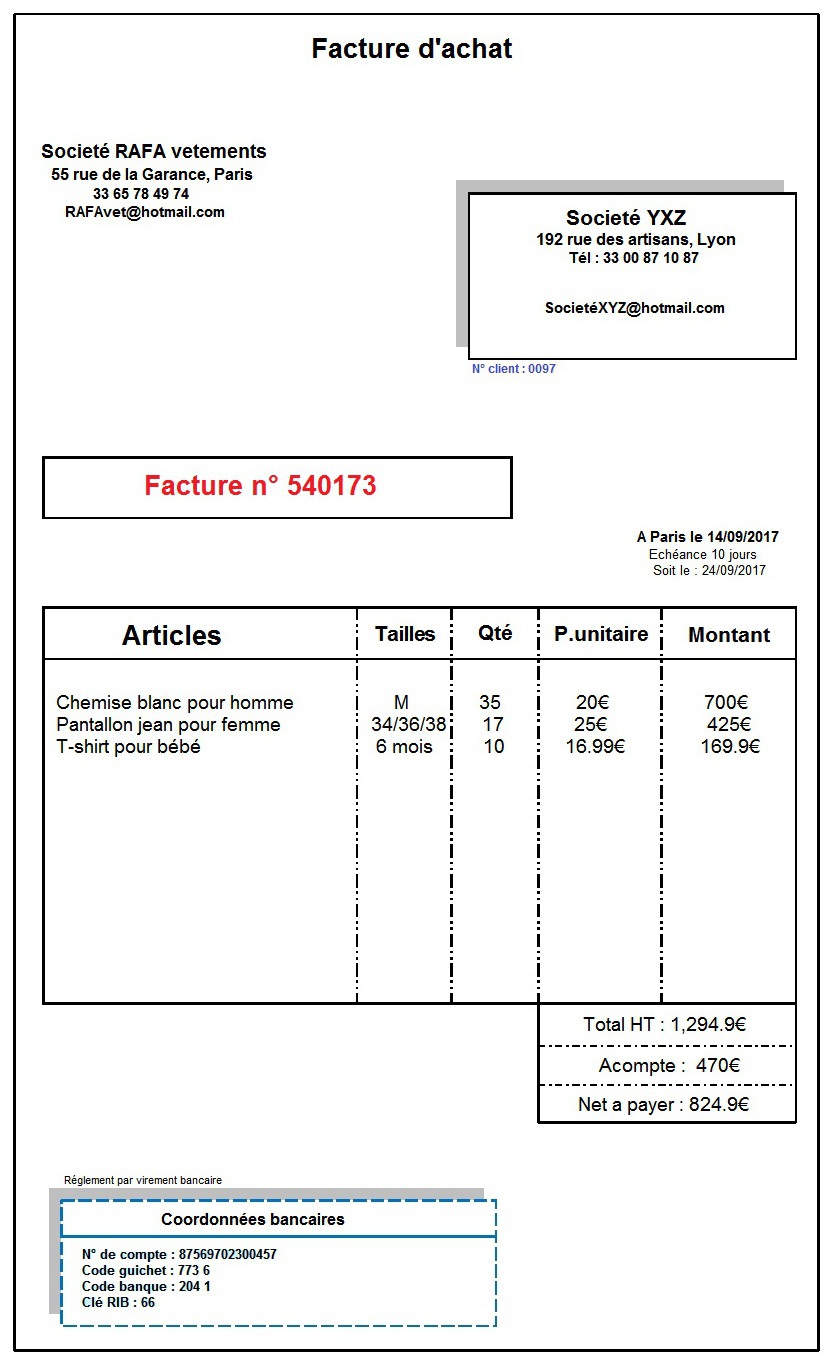 Facture d'achat
Societé RAFA vetements
55 rue de la Garance, Paris
33 65 78 49 74
RAFAvet@hotmail.com
Societé YXZ
192 rue des artisans, Lyon
Tél : 33 00 87 10 87
SocietéXYZ@hotmail.com
N° client : 0097
Facture n° 540173
A Paris le 14/09/2017
Echéance 10 jours
Soit le : 24/09/2017
Articles Tailles Qté P.unitaire Montant
Chemise blanc pour homme M 35 20€ 700€
Pantallon jean pour femme 34/36/38 17 25€ 425€
T-shirt pour bébé 6 mois 10 16.99€ 169.9€
Total HT : 1,294.9€
Acompte : 470€
Net a payer : 824.9€
Réglement par virement bancaire
Coordonnées bancaires
N° de compte : 87569702300457
Code guichet : 773 6
Code banque : 204 1
Clé RIB : 66